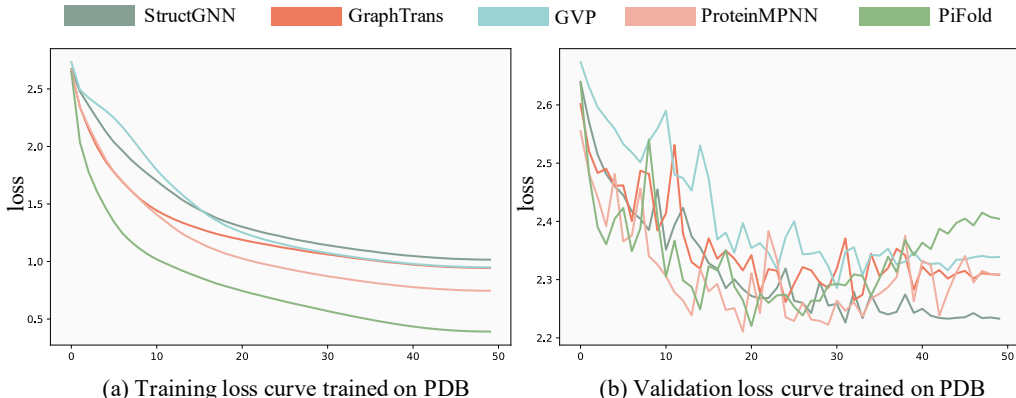 StructGNN GraphTrans GVP ProteinMPNN PiFold
loss
2.5
2.0
1.5
1.0
0.5
0 10 20 30 40 50
(a) Training loss curve trained on PDB
loss
2.6
2.5
2.4
2.3
2.2
0 10 20 30 40 50
(b) Validation loss curve trained on PDB